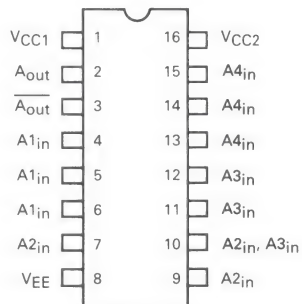 VCC1 1 16 VCC2
Aout 2 15 A4in
Aout 3 14 A4in
A1in 4 13 A4in
A1in 5 12 A3in
A1in 6 11 A3in
A2in 7 10 A2in, A3in
VEE 8 9 A2in